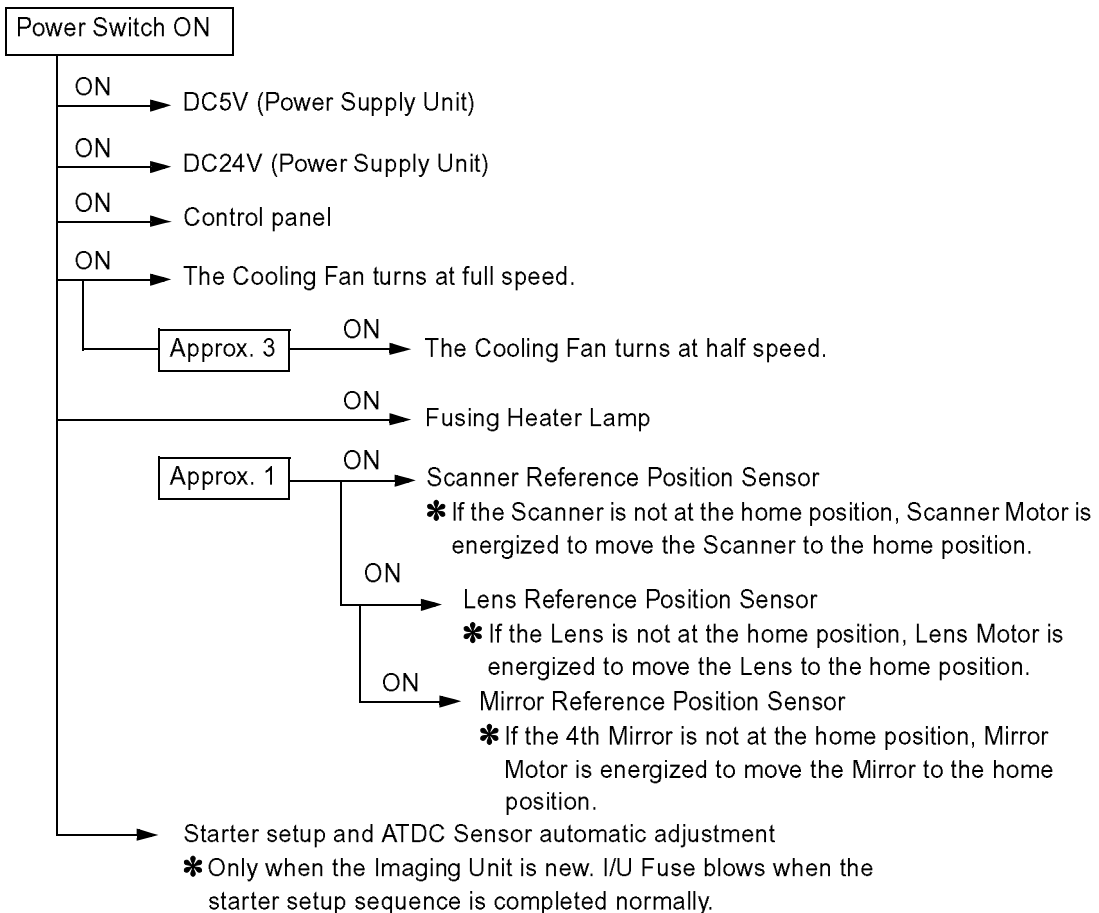 Power Switch ON
ON
DC5V (Power Supply Unit)
ON
DC24V (Power Supply Unit)
ON
Control panel
ON
The Cooling Fan turns at full speed.
Approx. 3
ON
The Cooling Fan turns at half speed.
ON
Fusing Heater Lamp
Approx. 1
ON
Scanner Reference Position Sensor
✱ If the Scanner is not at the home position, Scanner Motor is
energized to move the Scanner to the home position.
ON
Lens Reference Position Sensor
✱ If the Lens is not at the home position, Lens Motor is
energized to move the Lens to the home position.
ON
Mirror Reference Position Sensor
✱ If the 4th Mirror is not at the home position, Mirror
Motor is energized to move the Mirror to the home
position.
Starter setup and ATDC Sensor automatic adjustment
✱ Only when the Imaging Unit is new. I/U Fuse blows when the
starter setup sequence is completed normally.